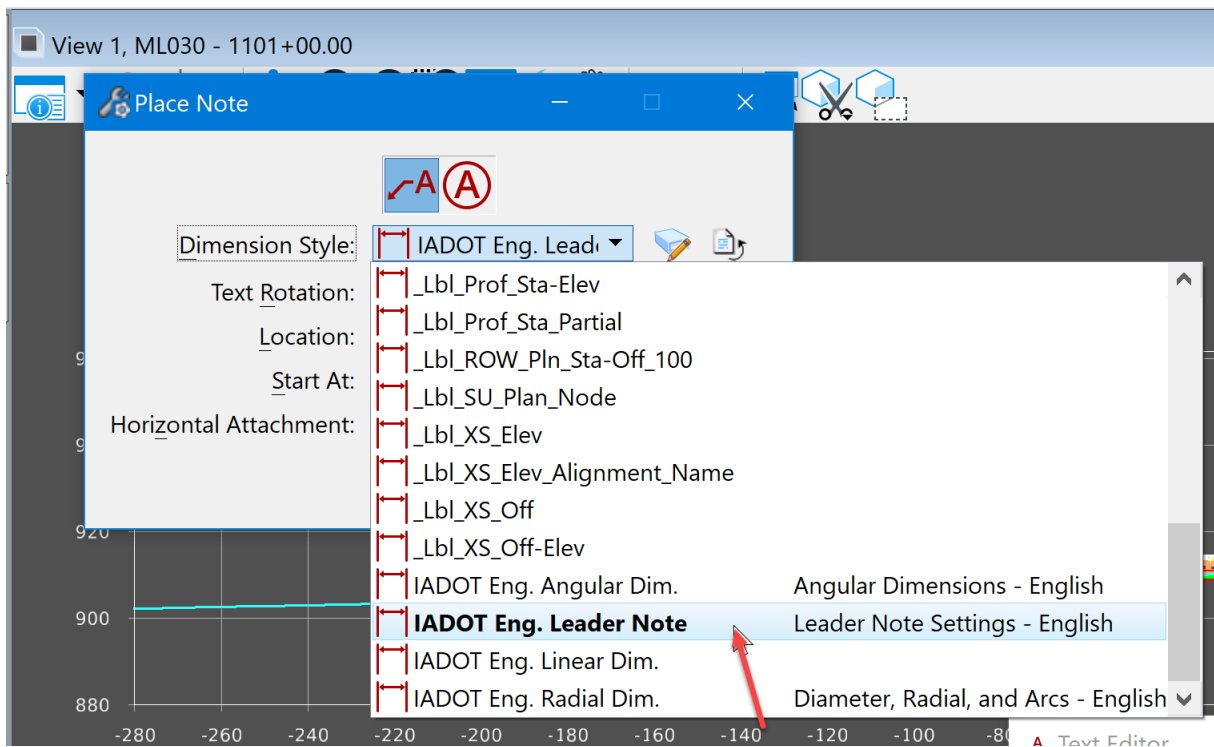 View 1, ML030 - 1101+00.00
Place Note
A A
Dimension Style: IADOT Eng. Leade
Text Rotation:
Location:
Start At:
Horizontal Attachment:
_Lbl_Prof_Sta-Elev
_Lbl_Prof_Sta_Partial
_Lbl_ROW_Pln_Sta-Off_100
_Lbl_SU_Plan_Node
_Lbl_XS_Elev
_Lbl_XS_Elev_Alignment_Name
_Lbl_XS_Off
_Lbl_XS_Off-Elev
IADOT Eng. Angular Dim. Angular Dimensions - English
IADOT Eng. Leader Note Leader Note Settings - English
IADOT Eng. Linear Dim.
IADOT Eng. Radial Dim. Diameter, Radial, and Arcs - English
920
900
880
-280 -260 -240 -220 -200 -180 -160 -140 -120 -100
A Text Editor